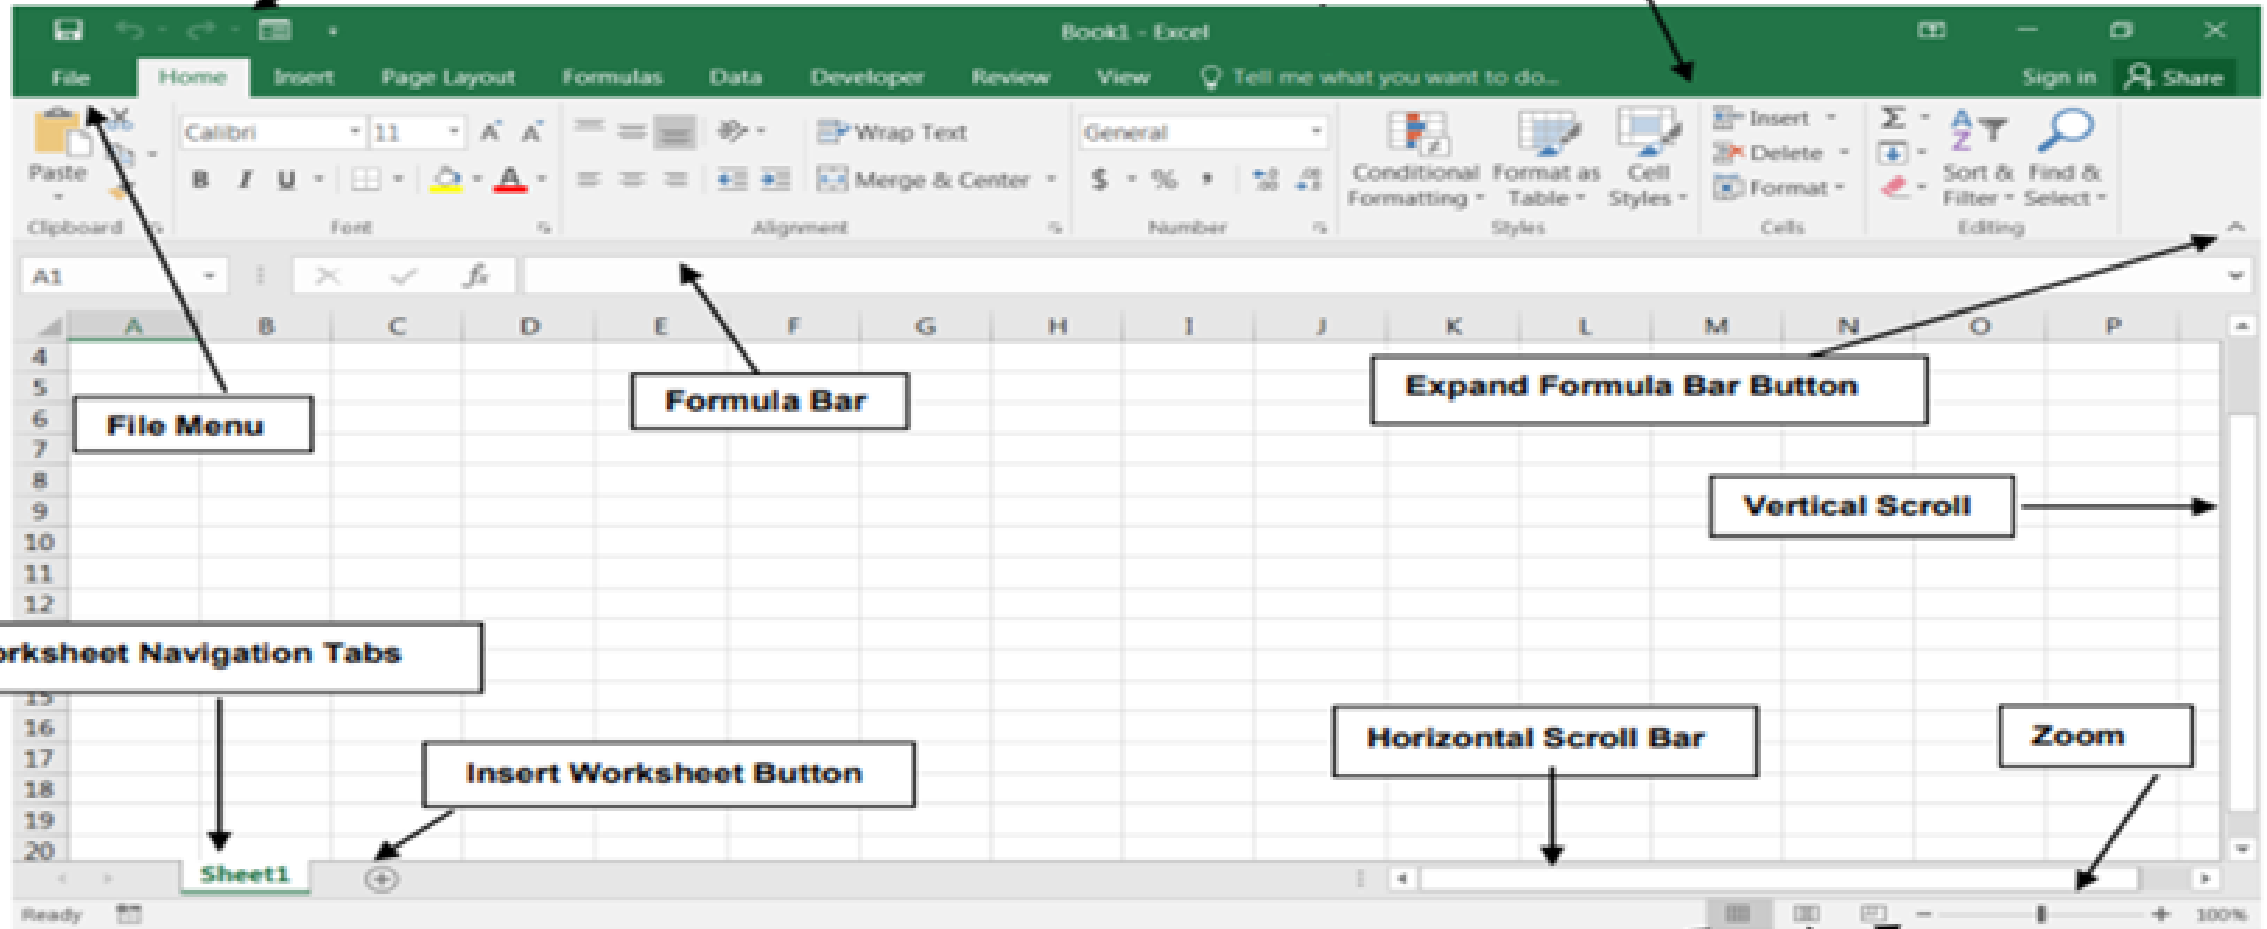 Book1 - Excel
File Home Insert Page Layout Formulas Data Developer Review View Tell me what you want to do... Sign in Share
Calibri 11 A A Wrap Text General Insert Σ A Z
Paste B I U A Merge & Center $ % , Conditional Formatting Format as Table Cell Styles Delete Format Sort & Filter Find & Select
Clipboard Font Alignment Number Styles Cells Editing
A1 fx
A B C D E F G H I J K L M N O P
4
5
6
7
8
9
10
11
12
15
16
17
18
19
20
File Menu
Formula Bar
Expand Formula Bar Button
Vertical Scroll
orksheet Navigation Tabs
Horizontal Scroll Bar
Zoom
Insert Worksheet Button
Sheet1
Ready 100%